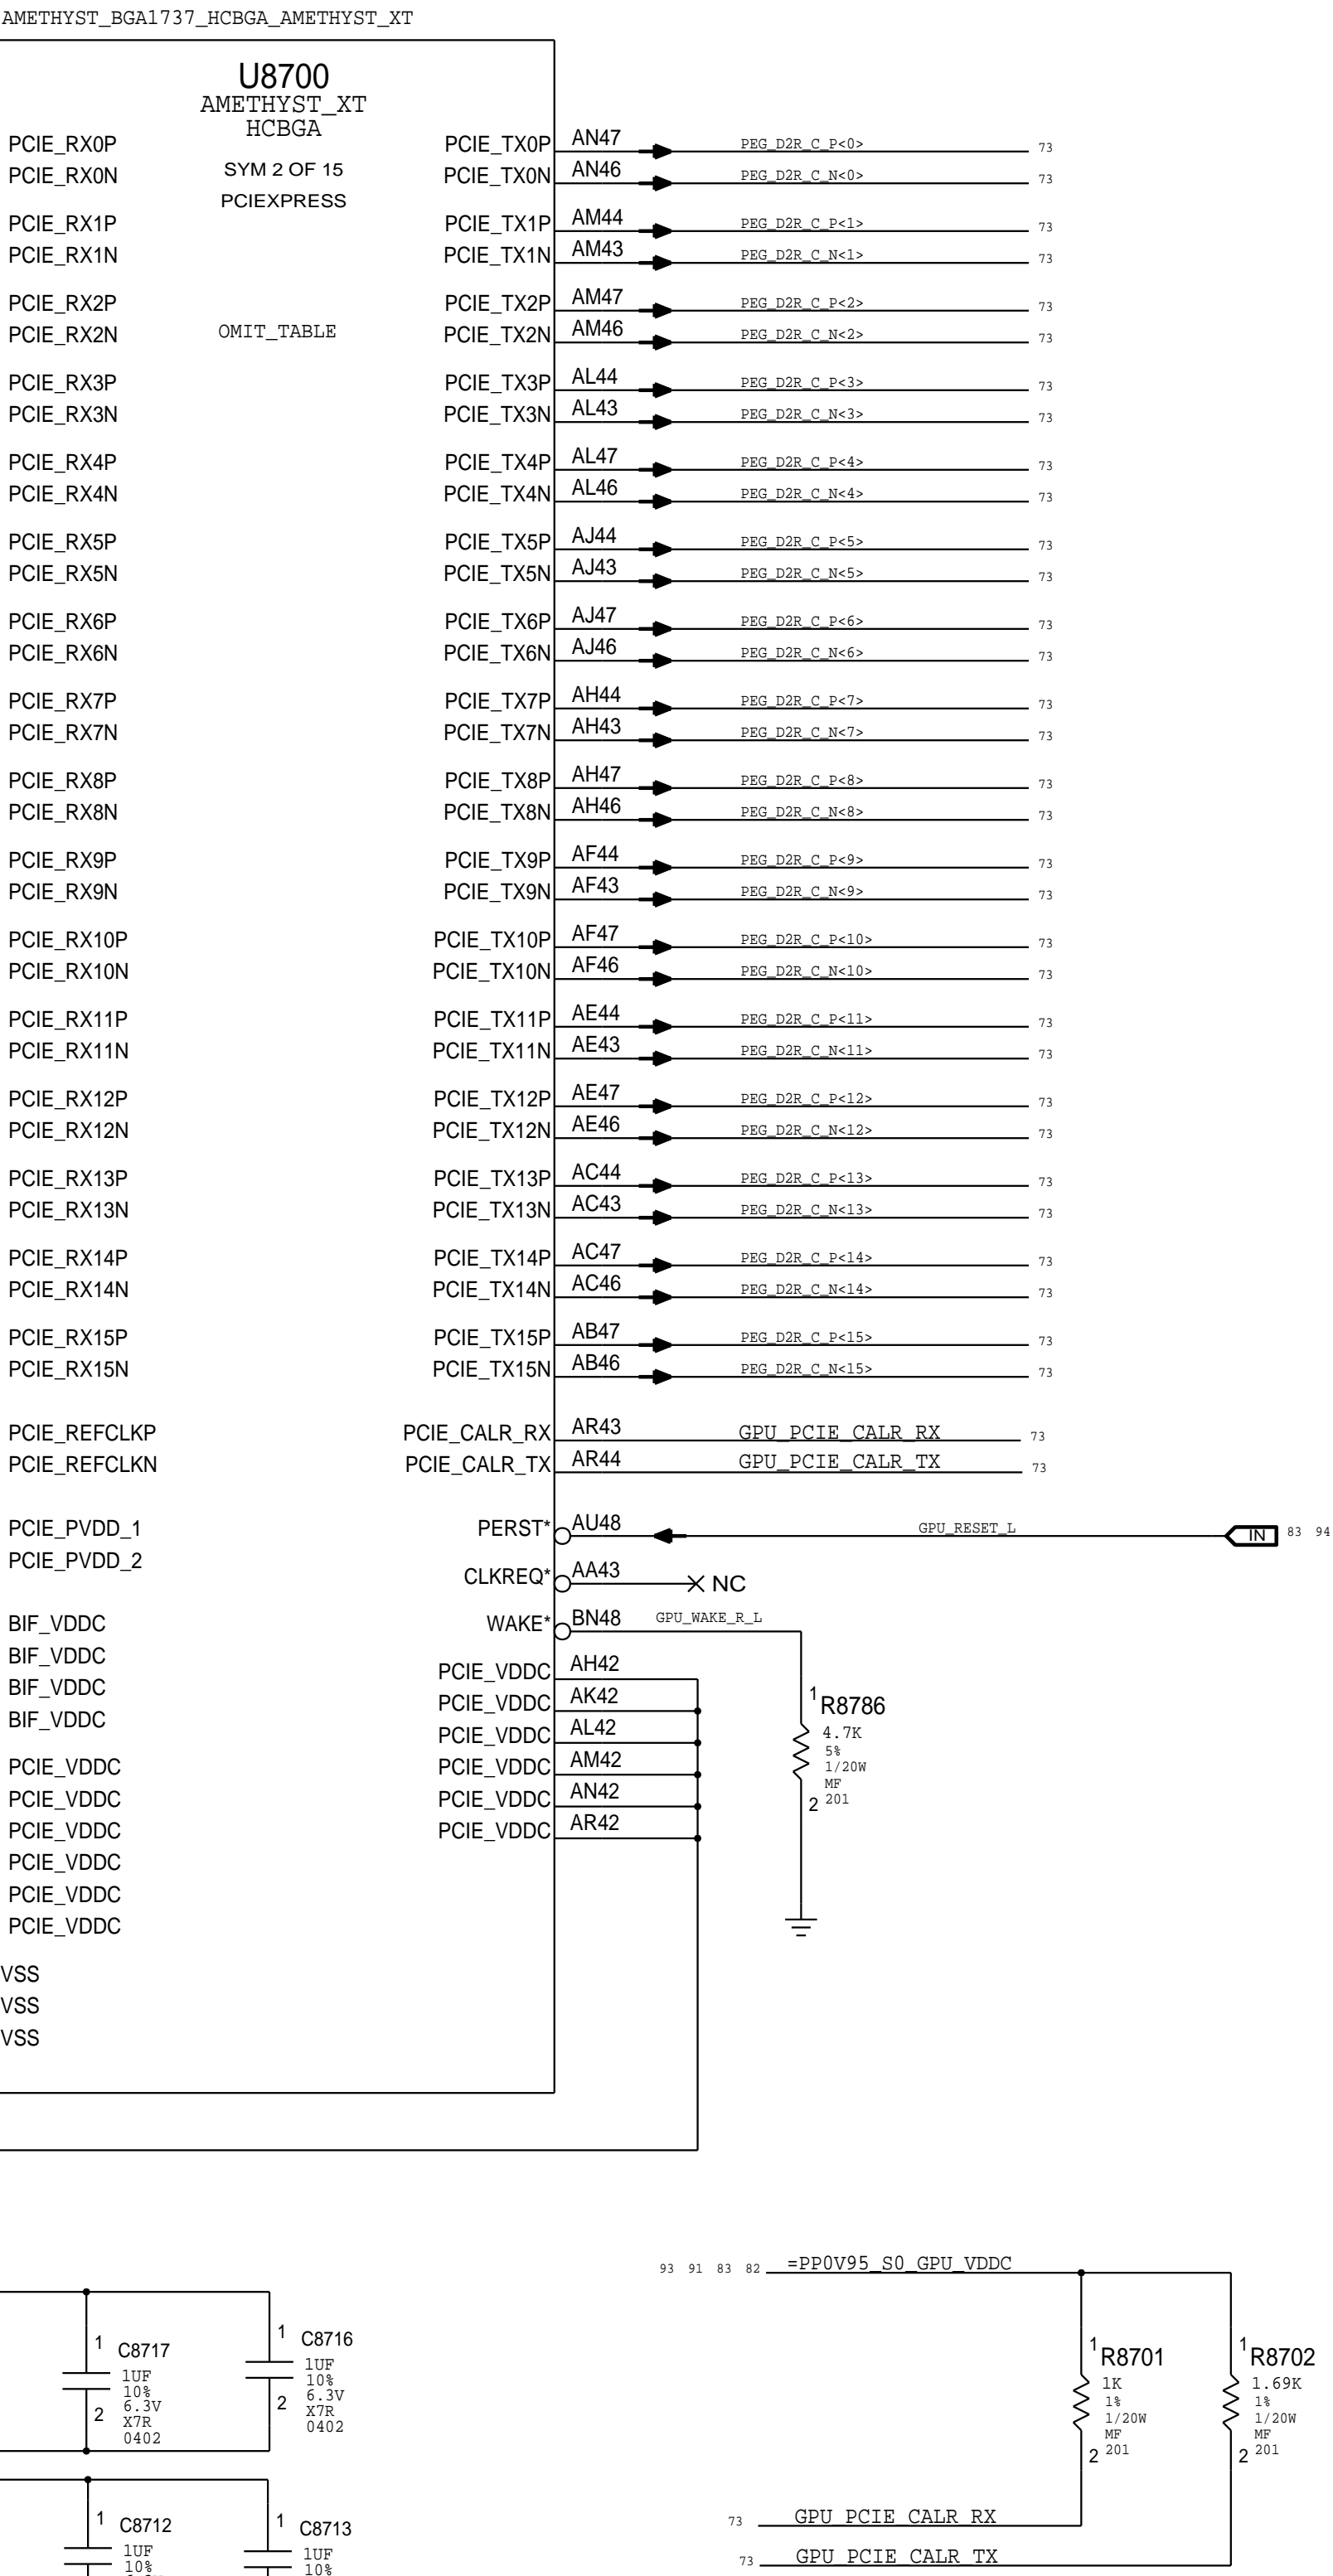 AMETHYST_BGA1737_HCBGA_AMETHYST_XT
U8700
AMETHYST_XT
HCBGA
SYM 2 OF 15
PCIEXPRESS
OMIT_TABLE
PCIE_RX0P PCIE_TX0P AN47 PEG_D2R_C_P<0> 73
PCIE_RX0N PCIE_TX0N AN46 PEG_D2R_C_N<0> 73
PCIE_RX1P PCIE_TX1P AM44 PEG_D2R_C_P<1> 73
PCIE_RX1N PCIE_TX1N AM43 PEG_D2R_C_N<1> 73
PCIE_RX2P PCIE_TX2P AM47 PEG_D2R_C_P<2> 73
PCIE_RX2N PCIE_TX2N AM46 PEG_D2R_C_N<2> 73
PCIE_RX3P PCIE_TX3P AL44 PEG_D2R_C_P<3> 73
PCIE_RX3N PCIE_TX3N AL43 PEG_D2R_C_N<3> 73
PCIE_RX4P PCIE_TX4P AL47 PEG_D2R_C_P<4> 73
PCIE_RX4N PCIE_TX4N AL46 PEG_D2R_C_N<4> 73
PCIE_RX5P PCIE_TX5P AJ44 PEG_D2R_C_P<5> 73
PCIE_RX5N PCIE_TX5N AJ43 PEG_D2R_C_N<5> 73
PCIE_RX6P PCIE_TX6P AJ47 PEG_D2R_C_P<6> 73
PCIE_RX6N PCIE_TX6N AJ46 PEG_D2R_C_N<6> 73
PCIE_RX7P PCIE_TX7P AH44 PEG_D2R_C_P<7> 73
PCIE_RX7N PCIE_TX7N AH43 PEG_D2R_C_N<7> 73
PCIE_RX8P PCIE_TX8P AH47 PEG_D2R_C_P<8> 73
PCIE_RX8N PCIE_TX8N AH46 PEG_D2R_C_N<8> 73
PCIE_RX9P PCIE_TX9P AF44 PEG_D2R_C_P<9> 73
PCIE_RX9N PCIE_TX9N AF43 PEG_D2R_C_N<9> 73
PCIE_RX10P PCIE_TX10P AF47 PEG_D2R_C_P<10> 73
PCIE_RX10N PCIE_TX10N AF46 PEG_D2R_C_N<10> 73
PCIE_RX11P PCIE_TX11P AE44 PEG_D2R_C_P<11> 73
PCIE_RX11N PCIE_TX11N AE43 PEG_D2R_C_N<11> 73
PCIE_RX12P PCIE_TX12P AE47 PEG_D2R_C_P<12> 73
PCIE_RX12N PCIE_TX12N AE46 PEG_D2R_C_N<12> 73
PCIE_RX13P PCIE_TX13P AC44 PEG_D2R_C_P<13> 73
PCIE_RX13N PCIE_TX13N AC43 PEG_D2R_C_N<13> 73
PCIE_RX14P PCIE_TX14P AC47 PEG_D2R_C_P<14> 73
PCIE_RX14N PCIE_TX14N AC46 PEG_D2R_C_N<14> 73
PCIE_RX15P PCIE_TX15P AB47 PEG_D2R_C_P<15> 73
PCIE_RX15N PCIE_TX15N AB46 PEG_D2R_C_N<15> 73
PCIE_REFCLKP PCIE_CALR_RX AR43 GPU_PCIE_CALR_RX 73
PCIE_REFCLKN PCIE_CALR_TX AR44 GPU_PCIE_CALR_TX 73
PCIE_PVDD_1 PERST* AU48 GPU_RESET_L IN 83 94
PCIE_PVDD_2 CLKREQ* AA43 NC
BIF_VDDC WAKE* BN48 GPU_WAKE_R_L
BIF_VDDC PCIE_VDDC AH42
BIF_VDDC PCIE_VDDC AK42
BIF_VDDC PCIE_VDDC AL42
PCIE_VDDC PCIE_VDDC AM42
PCIE_VDDC PCIE_VDDC AN42
PCIE_VDDC PCIE_VDDC AR42
PCIE_VDDC
PCIE_VDDC
PCIE_VDDC
VSS
VSS
VSS
1 R8786
4.7K
5%
1/20W
MF
2 201
93 91 83 82 =PP0V95_S0_GPU_VDDC
1 C8717
1UF
10%
6.3V
2 X7R
0402
1 C8716
1UF
10%
2 6.3V
X7R
0402
1 R8701
1K
1%
1/20W
MF
2 201
1 R8702
1.69K
1%
1/20W
MF
2 201
1 C8712
1UF
10%
1 C8713
1UF
10%
73 GPU_PCIE_CALR_RX
73 GPU_PCIE_CALR_TX